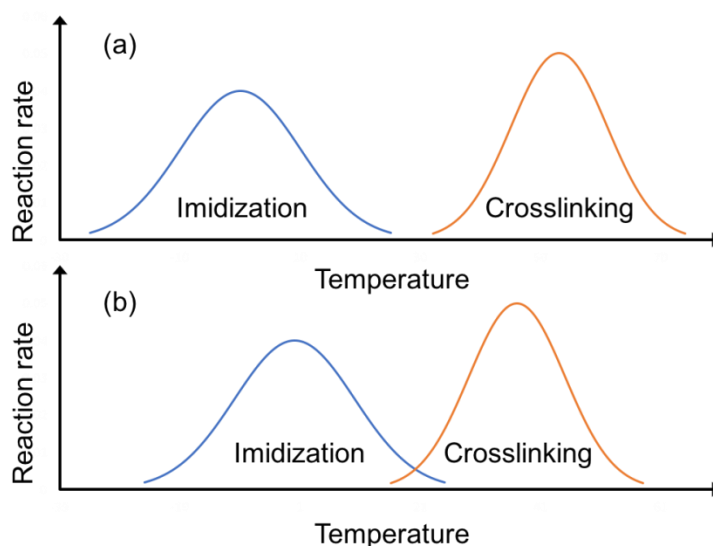 (a)
Reaction rate
Imidization
Crosslinking
Temperature
(b)
Reaction rate
Imidization
Crosslinking
Temperature